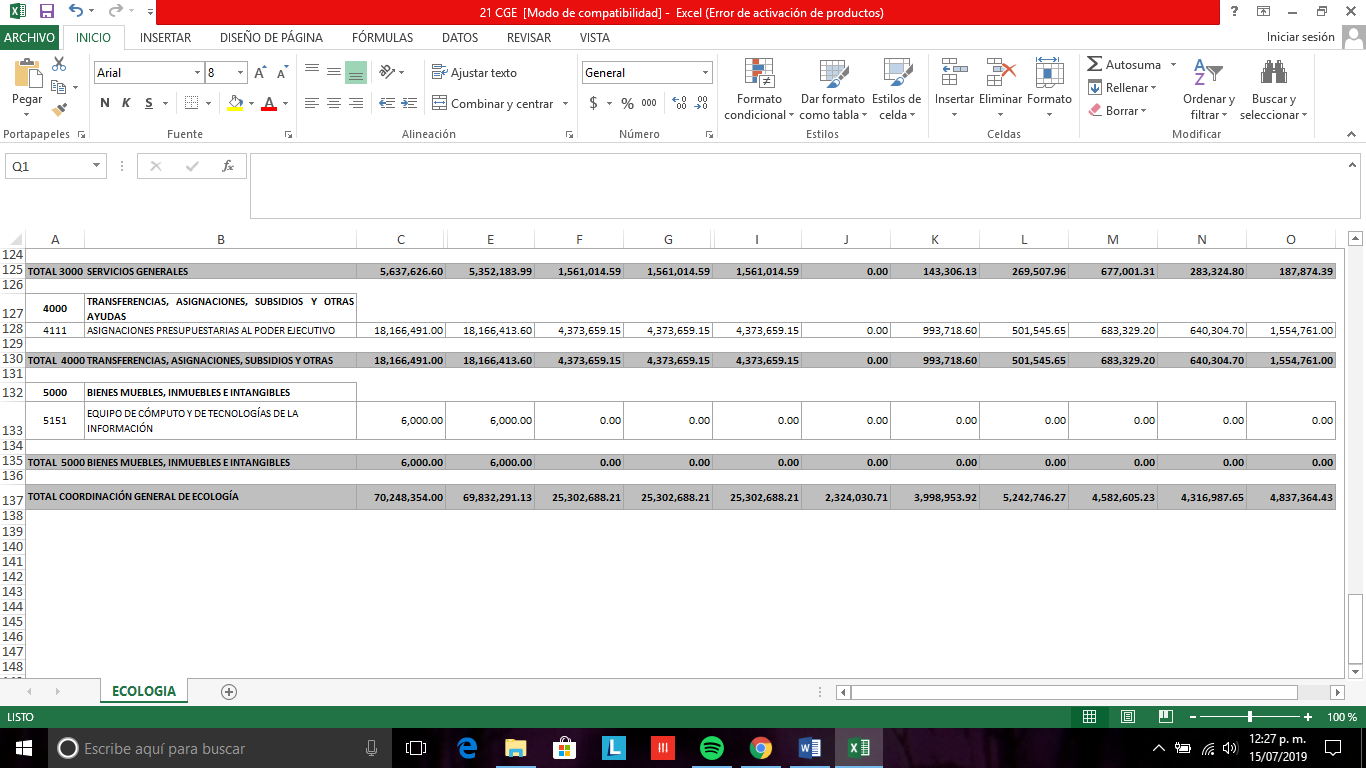 21 CGE [Modo de compatibilidad] - Excel (Error de activación de productos)
ARCHIVO INICIO INSERTAR DISEÑO DE PÁGINA FÓRMULAS DATOS REVISAR VISTA Iniciar sesión
Pegar
Portapapeles
Arial 8
N K S
Fuente
Ajustar texto
Combinar y centrar
Alineación
General
$ % 000
Número
Formato condicional
Dar formato como tabla
Estilos de celda
Estilos
Insertar Eliminar Formato
Celdas
Autosuma
Rellenar
Borrar
Ordenar y filtrar
Buscar y seleccionar
Modificar
Q1
A B C E F G I J K L M N O
124
125 TOTAL 3000 SERVICIOS GENERALES 5,637,626.60 5,352,183.99 1,561,014.59 1,561,014.59 1,561,014.59 0.00 143,306.13 269,507.96 677,001.31 283,324.80 187,874.39
126
127 4000 TRANSFERENCIAS, ASIGNACIONES, SUBSIDIOS Y OTRAS
AYUDAS
128 4111 ASIGNACIONES PRESUPUESTARIAS AL PODER EJECUTIVO 18,166,491.00 18,166,413.60 4,373,659.15 4,373,659.15 4,373,659.15 0.00 993,718.60 501,545.65 683,329.20 640,304.70 1,554,761.00
129
130 TOTAL 4000 TRANSFERENCIAS, ASIGNACIONES, SUBSIDIOS Y OTRAS 18,166,491.00 18,166,413.60 4,373,659.15 4,373,659.15 4,373,659.15 0.00 993,718.60 501,545.65 683,329.20 640,304.70 1,554,761.00
131
132 5000 BIENES MUEBLES, INMUEBLES E INTANGIBLES
133 5151 EQUIPO DE CÓMPUTO Y DE TECNOLOGÍAS DE LA
INFORMACIÓN 6,000.00 6,000.00 0.00 0.00 0.00 0.00 0.00 0.00 0.00 0.00 0.00
134
135 TOTAL 5000 BIENES MUEBLES, INMUEBLES E INTANGIBLES 6,000.00 6,000.00 0.00 0.00 0.00 0.00 0.00 0.00 0.00 0.00 0.00
136
137 TOTAL COORDINACIÓN GENERAL DE ECOLOGÍA 70,248,354.00 69,832,291.13 25,302,688.21 25,302,688.21 25,302,688.21 2,324,030.71 3,998,953.92 5,242,746.27 4,582,605.23 4,316,987.65 4,837,364.43
138
139
140
141
142
143
144
145
146
147
148
ECOLOGIA
LISTO 100 %
Escribe aquí para buscar
12:27 p. m.
15/07/2019